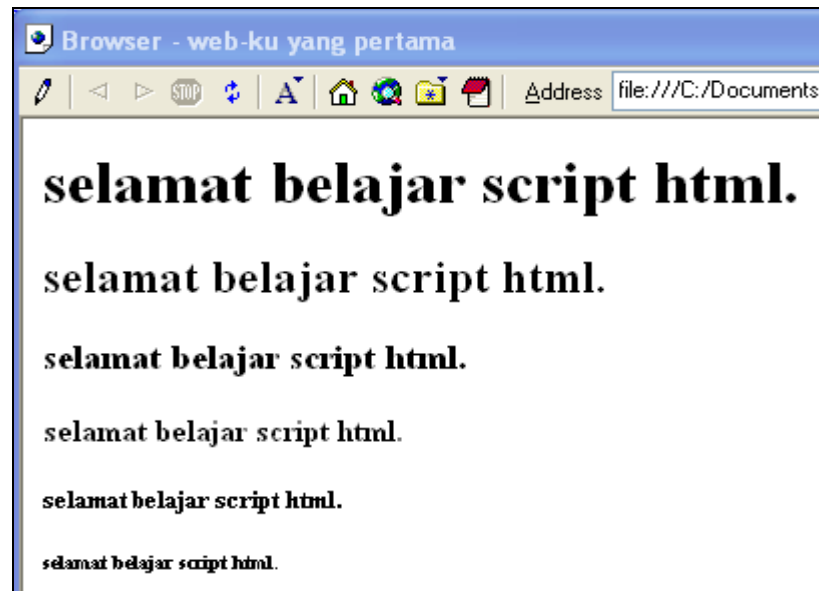 Browser - web-ku yang pertama
STOP A Address file:///C:/Documents
selamat belajar script html.
selamat belajar script html.
selamat belajar script html.
selamat belajar script html.
selamat belajar script html.
selamat belajar script html.